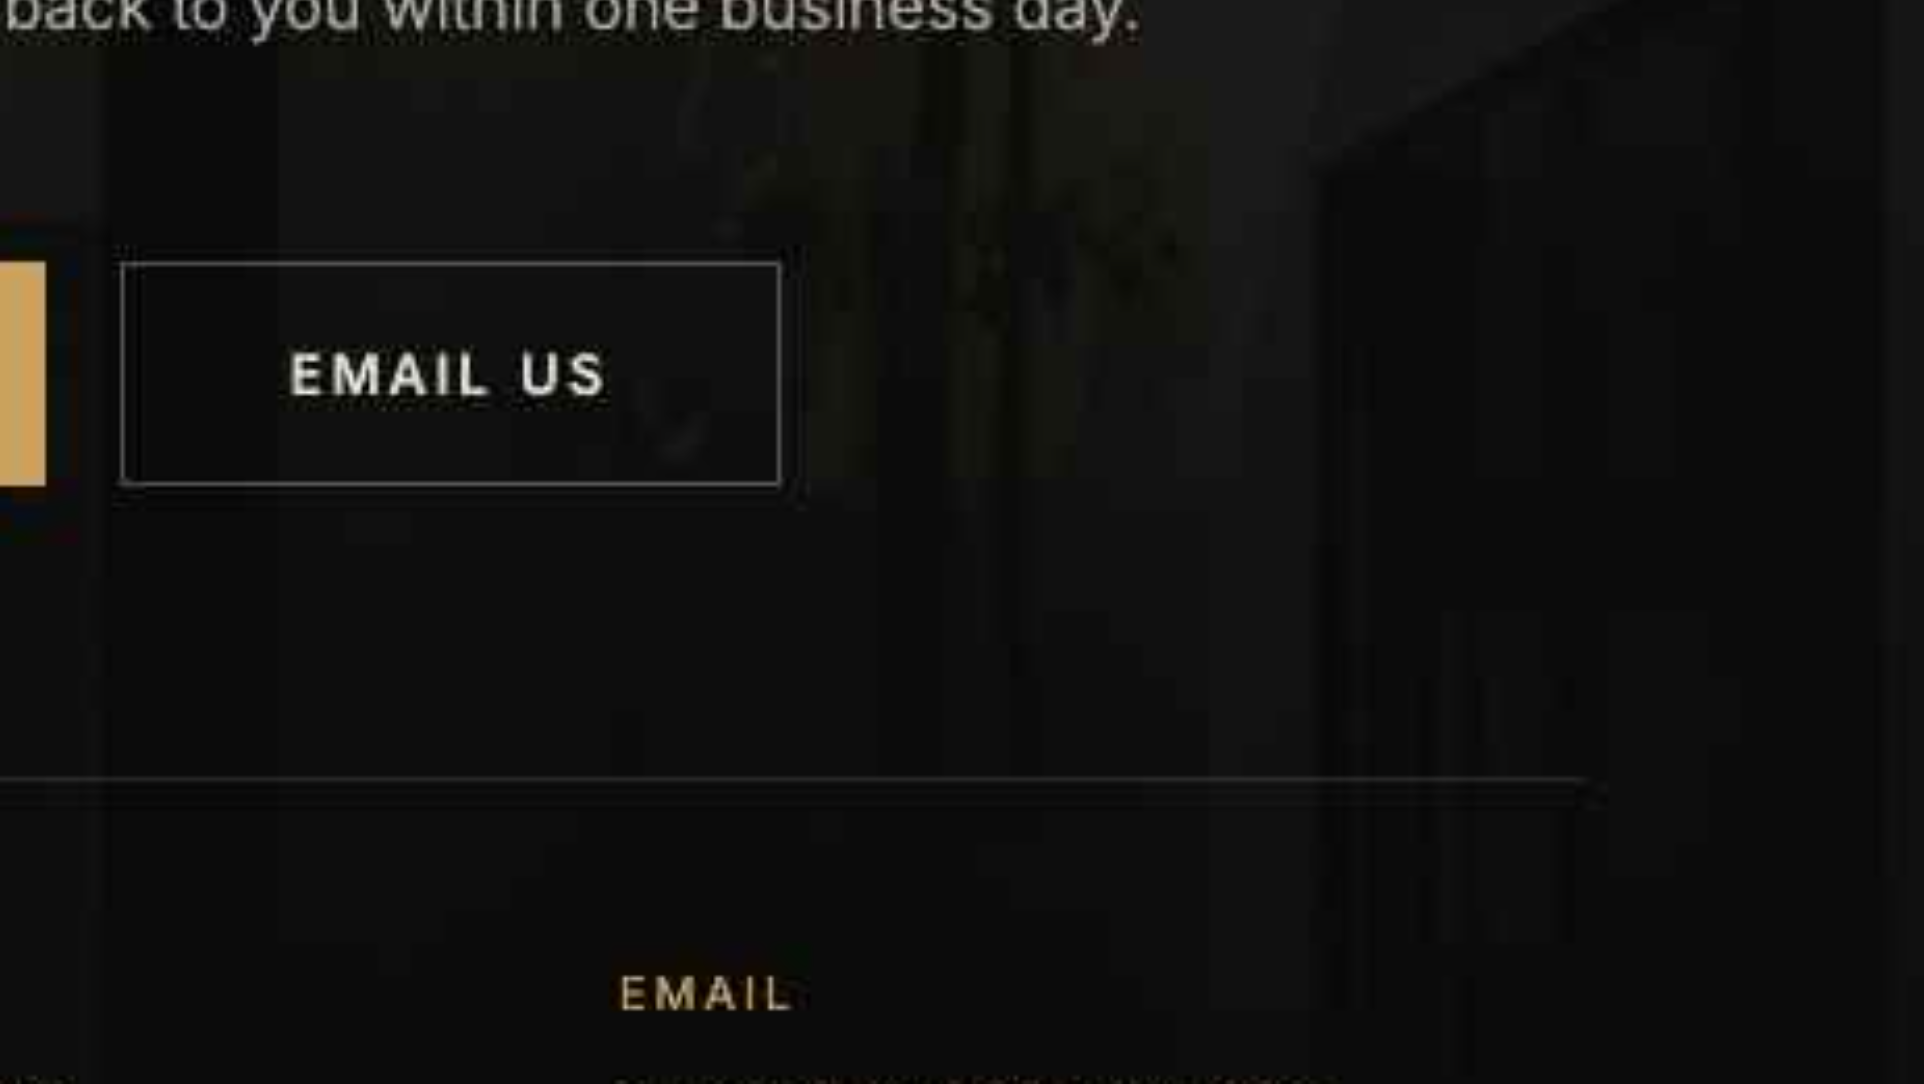 back to you within one business day.
EMAIL US
EMAIL